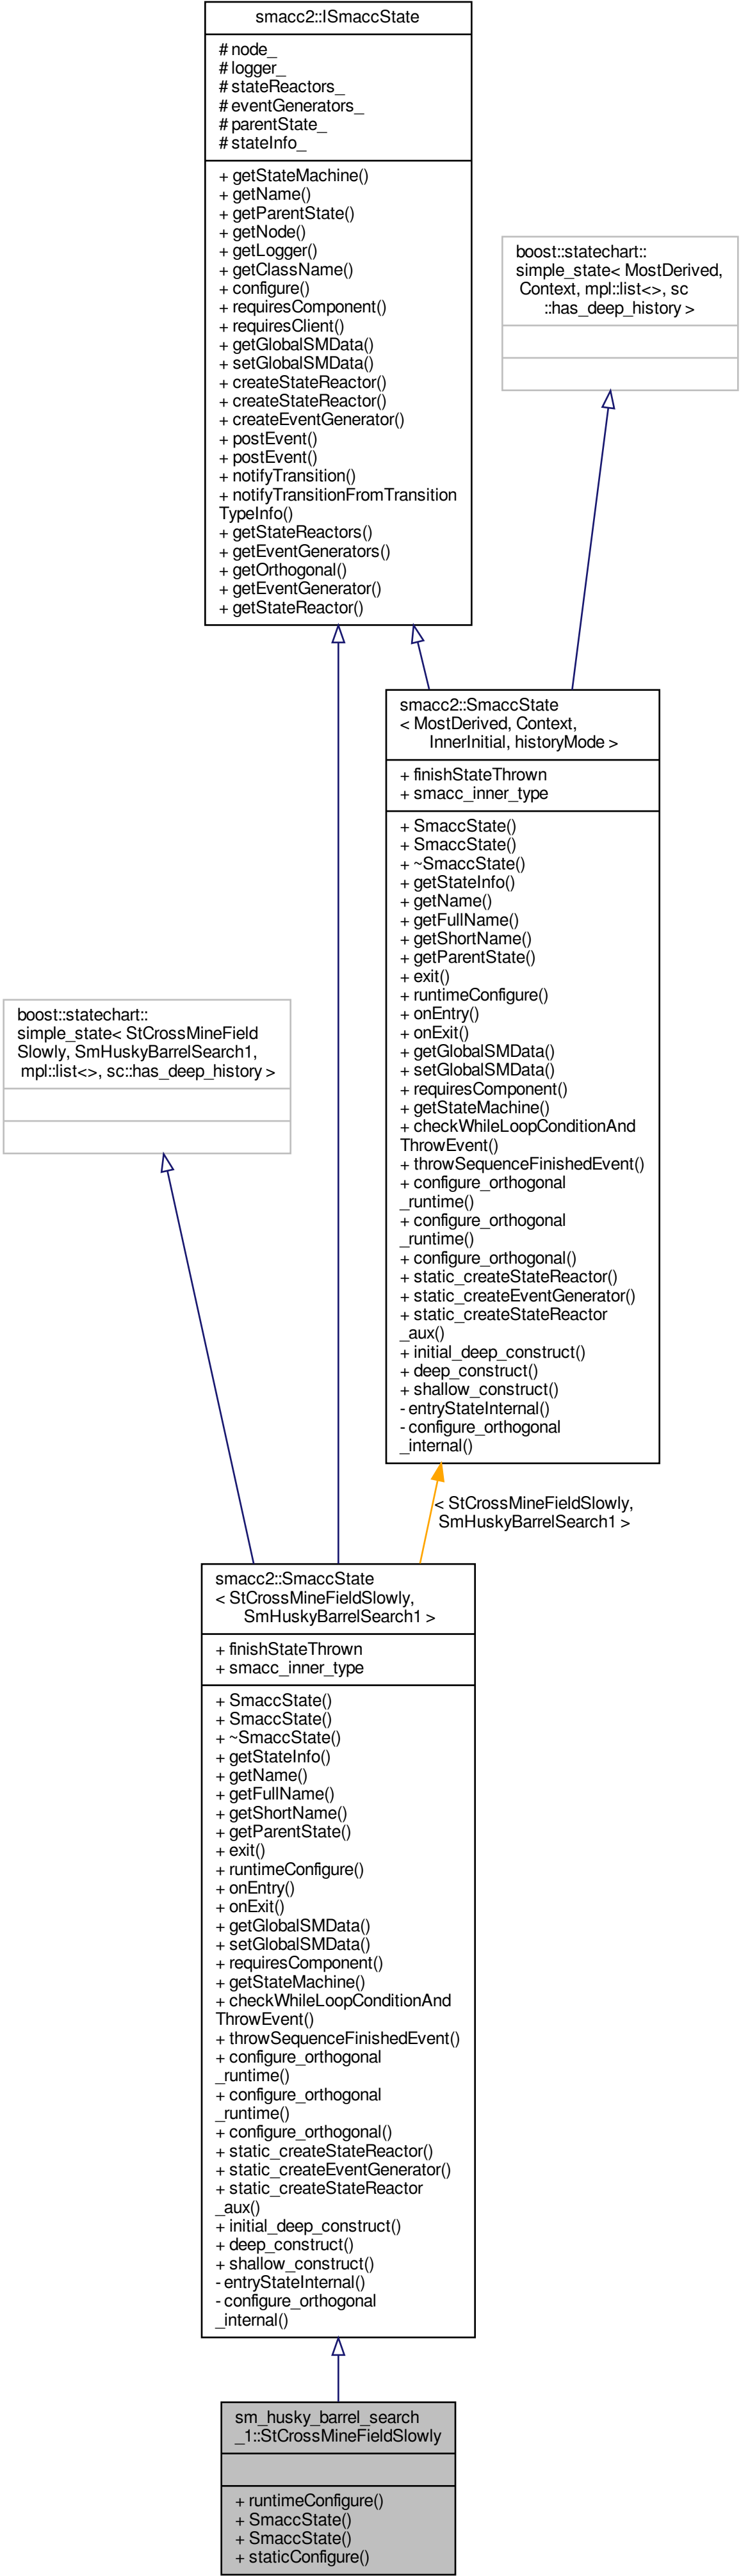 smacc2::ISmaccState
# node_
# logger_
# stateReactors_
# eventGenerators_
# parentState_
# stateInfo_
+ getStateMachine()
+ getName()
+ getParentState()
+ getNode()
+ getLogger()
+ getClassName()
+ configure()
+ requiresComponent()
+ requiresClient()
+ getGlobalSMData()
+ setGlobalSMData()
+ createStateReactor()
+ createStateReactor()
+ createEventGenerator()
+ postEvent()
+ postEvent()
+ notifyTransition()
+ notifyTransitionFromTransition
TypeInfo()
+ getStateReactors()
+ getEventGenerators()
+ getOrthogonal()
+ getEventGenerator()
+ getStateReactor()
boost::statechart::
simple_state< MostDerived,
Context, mpl::list<>, sc
::has_deep_history >
smacc2::SmaccState
< MostDerived, Context,
InnerInitial, historyMode >
+ finishStateThrown
+ smacc_inner_type
+ SmaccState()
+ SmaccState()
+ ~SmaccState()
+ getStateInfo()
+ getName()
+ getFullName()
+ getShortName()
+ getParentState()
+ exit()
+ runtimeConfigure()
+ onEntry()
+ onExit()
+ getGlobalSMData()
+ setGlobalSMData()
+ requiresComponent()
+ getStateMachine()
+ checkWhileLoopConditionAnd
ThrowEvent()
+ throwSequenceFinishedEvent()
+ configure_orthogonal
_runtime()
+ configure_orthogonal
_runtime()
+ configure_orthogonal()
+ static_createStateReactor()
+ static_createEventGenerator()
+ static_createStateReactor
_aux()
+ initial_deep_construct()
+ deep_construct()
+ shallow_construct()
- entryStateInternal()
- configure_orthogonal
_internal()
boost::statechart::
simple_state< StCrossMineField
Slowly, SmHuskyBarrelSearch1,
mpl::list<>, sc::has_deep_history >
< StCrossMineFieldSlowly,
SmHuskyBarrelSearch1 >
smacc2::SmaccState
< StCrossMineFieldSlowly,
SmHuskyBarrelSearch1 >
+ finishStateThrown
+ smacc_inner_type
+ SmaccState()
+ SmaccState()
+ ~SmaccState()
+ getStateInfo()
+ getName()
+ getFullName()
+ getShortName()
+ getParentState()
+ exit()
+ runtimeConfigure()
+ onEntry()
+ onExit()
+ getGlobalSMData()
+ setGlobalSMData()
+ requiresComponent()
+ getStateMachine()
+ checkWhileLoopConditionAnd
ThrowEvent()
+ throwSequenceFinishedEvent()
+ configure_orthogonal
_runtime()
+ configure_orthogonal
_runtime()
+ configure_orthogonal()
+ static_createStateReactor()
+ static_createEventGenerator()
+ static_createStateReactor
_aux()
+ initial_deep_construct()
+ deep_construct()
+ shallow_construct()
- entryStateInternal()
- configure_orthogonal
_internal()
sm_husky_barrel_search
_1::StCrossMineFieldSlowly
+ runtimeConfigure()
+ SmaccState()
+ SmaccState()
+ staticConfigure()